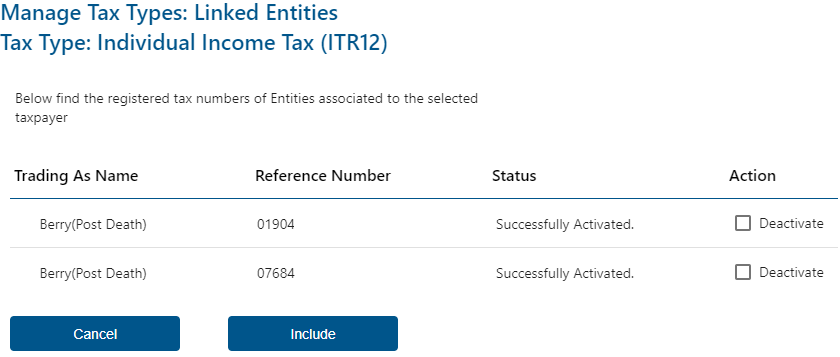 Manage Tax Types: Linked Entities
Tax Type: Individual Income Tax (ITR12)
Below find the registered tax numbers of Entities associated to the selected
taxpayer
Trading As Name Reference Number Status Action
Berry(Post Death) 01904 Successfully Activated. Deactivate
Berry(Post Death) 07684 Successfully Activated. Deactivate
Cancel Include